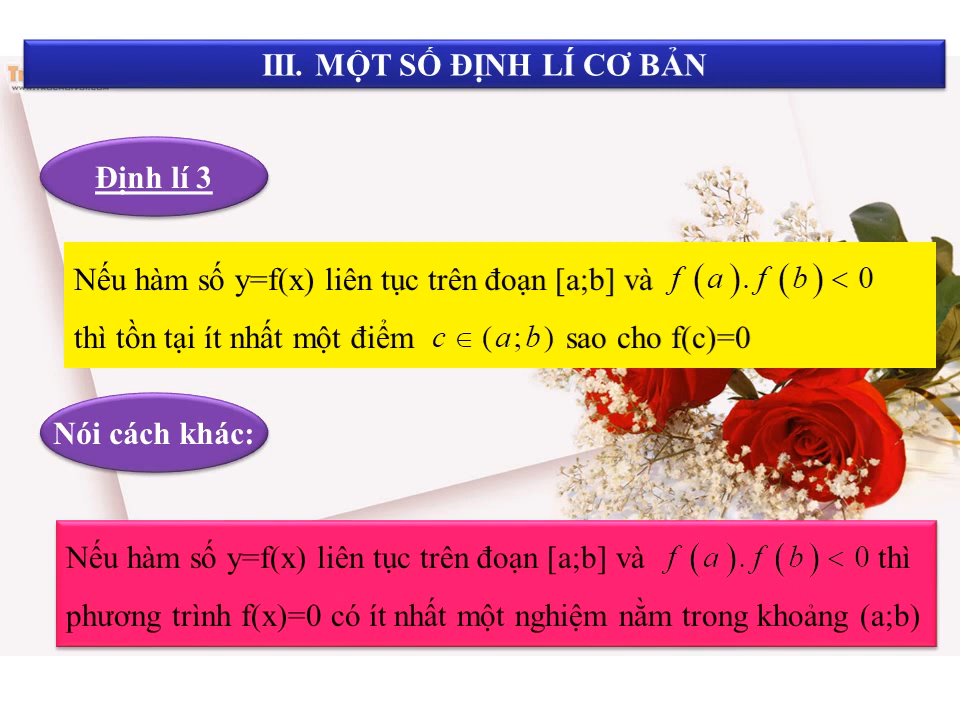 III. MỘT SỐ ĐỊNH LÍ CƠ BẢN
Định lí 3
Nếu hàm số y=f(x) liên tục trên đoạn [a;b] và f(a).f(b)<0
thì tồn tại ít nhất một điểm c ∈ (a;b) sao cho f(c)=0
Nói cách khác:
Nếu hàm số y=f(x) liên tục trên đoạn [a;b] và f(a).f(b)<0 thì
phương trình f(x)=0 có ít nhất một nghiệm nằm trong khoảng (a;b)